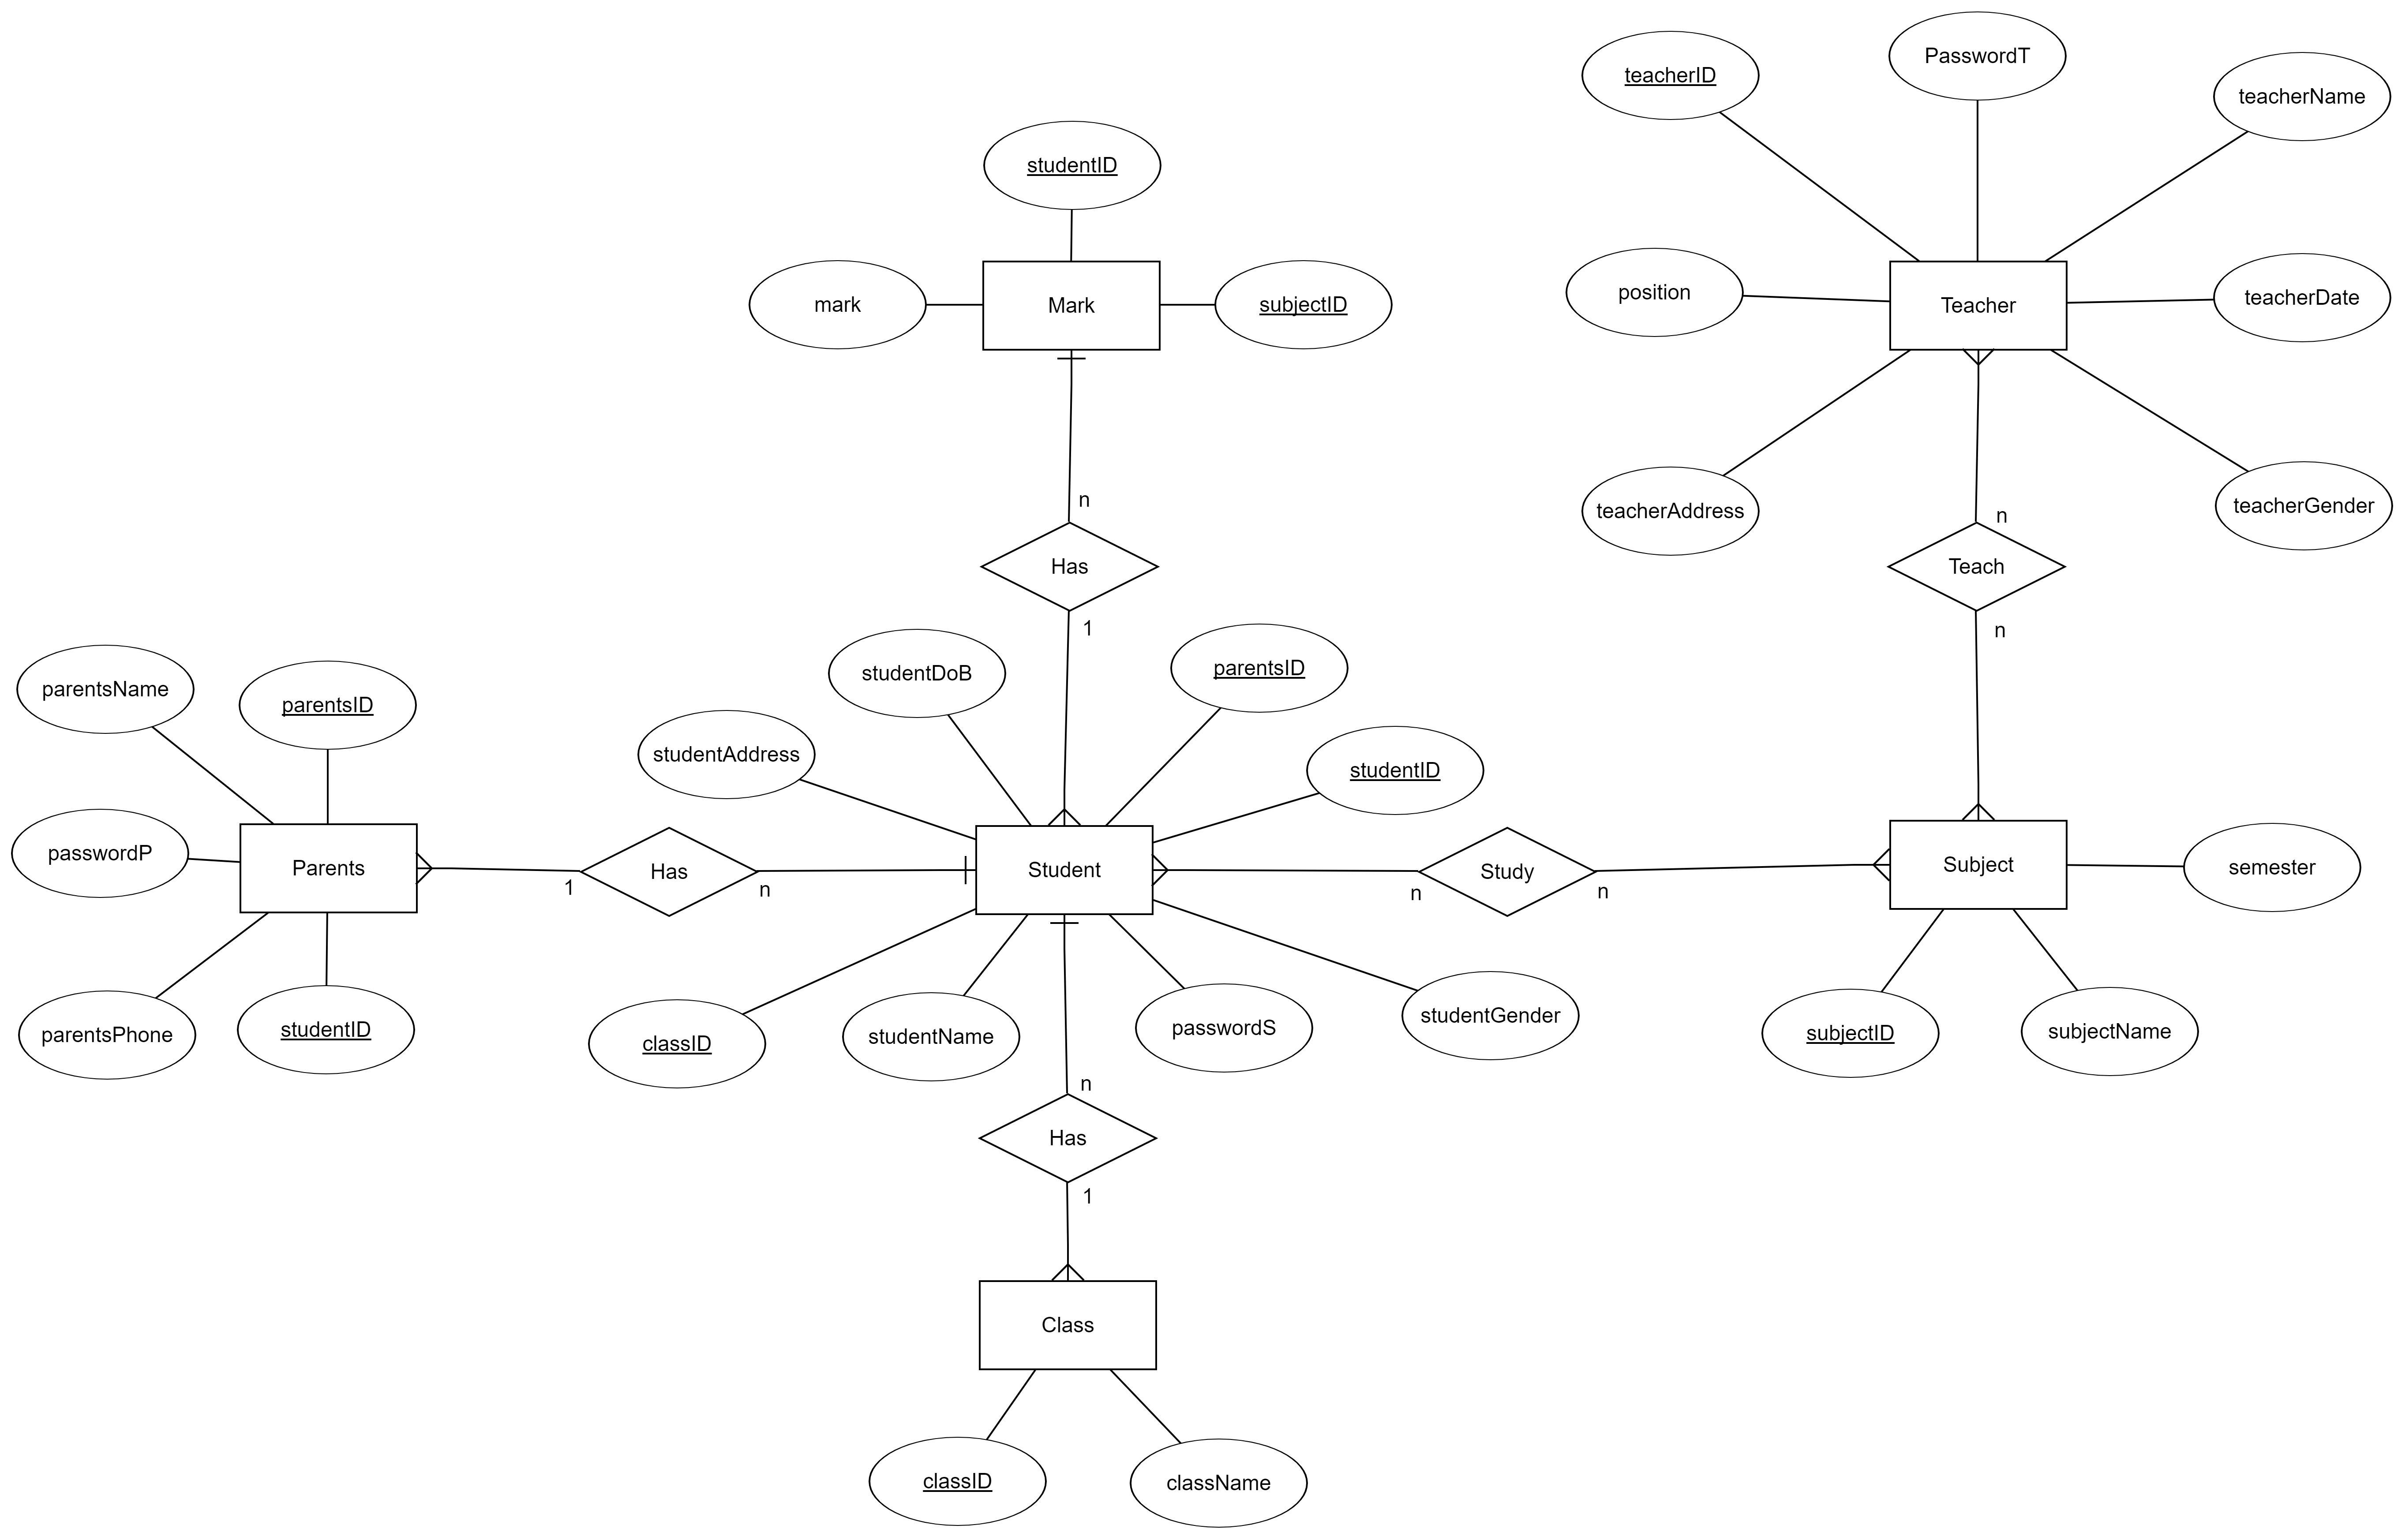 PasswordT
teacherID
teacherName
studentID
position
teacherDate
mark
Mark
subjectID
Teacher
n
teacherAddress
teacherGender
n
Has
Teach
1
n
studentDoB
parentsID
parentsName
parentsID
studentAddress
studentID
passwordP
Parents
Has
Student
Study
Subject
semester
1
n
n
n
parentsPhone
studentID
classID
studentName
passwordS
studentGender
subjectID
subjectName
n
Has
1
Class
classID
className